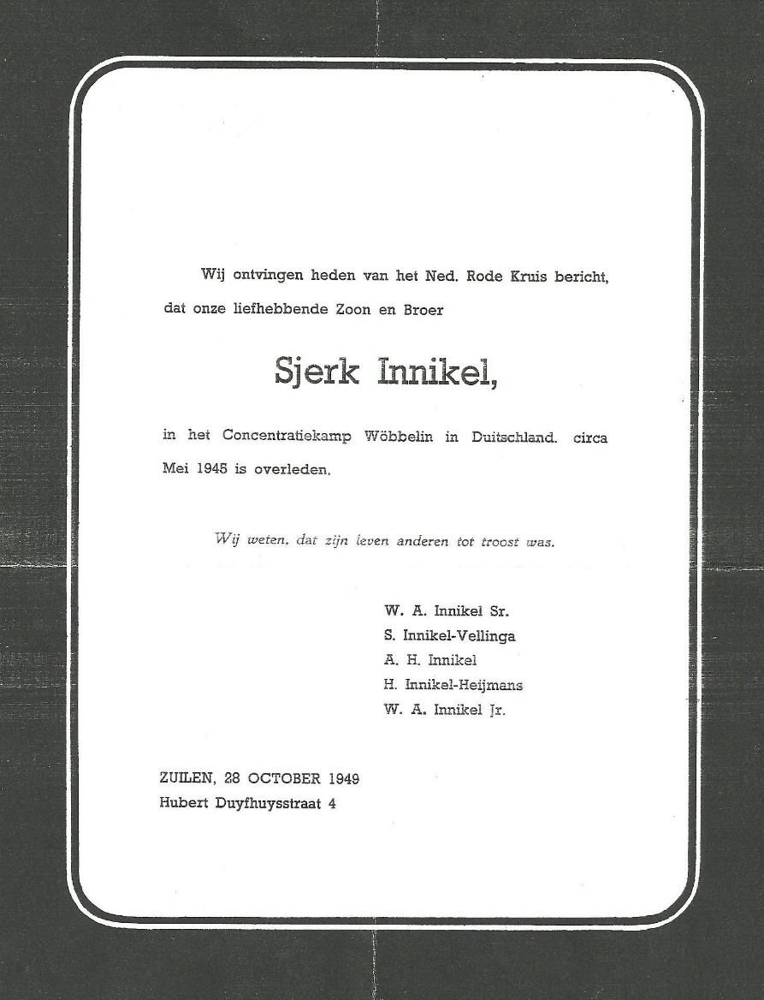 Wij ontvingen heden van het Ned. Rode Kruis bericht,
dat onze liefhebbende Zoon en Broer
Sjerk Innikel,
in het Concentratiekamp Wöbbelin in Duitschland. circa
Mei 1945 is overleden.
Wij weten, dat zijn leven anderen tot troost was.
W. A. Innikel Sr.
S. Innikel-Vellinga
A. H. Innikel
H. Innikel-Heijmans
W. A. Innikel Jr.
ZUILEN, 28 OCTOBER 1949
Hubert Duyfhuysstraat 4